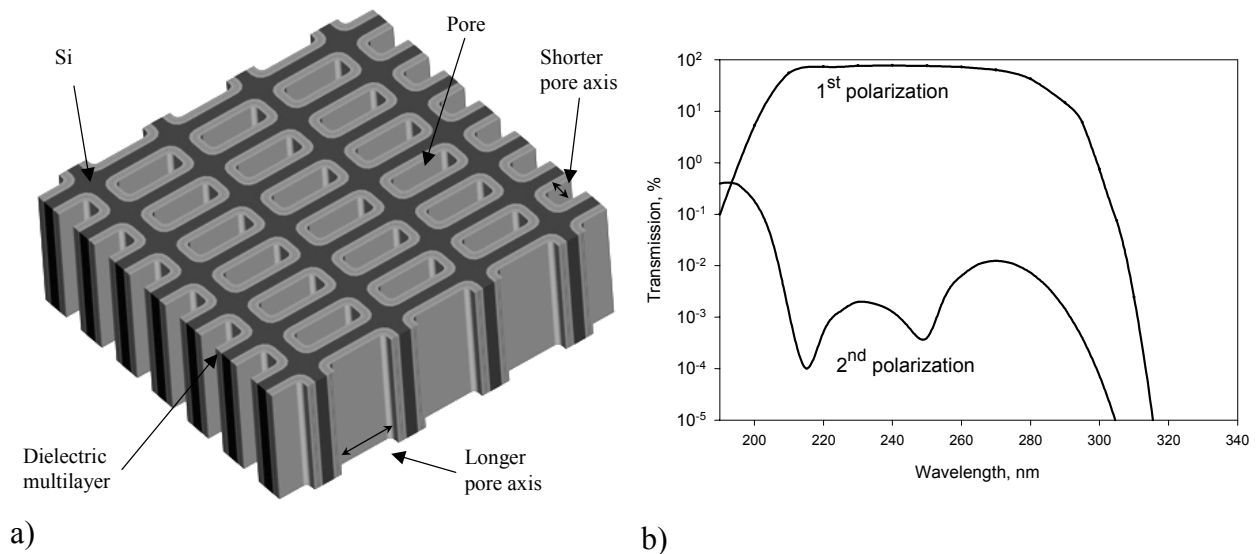 Si
Pore
Shorter
pore axis
Dielectric
multilayer
Longer
pore axis
a)
10²
10¹
10⁰
10⁻¹
10⁻²
10⁻³
10⁻⁴
10⁻⁵
Transmission, %
1st polarization
2nd polarization
200 220 240 260 280 300 320 340
Wavelength, nm
b)